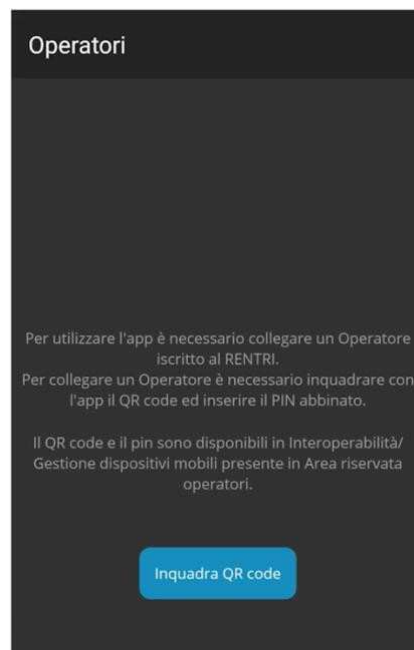 Operatori
Per utilizzare l'app è necessario collegare un Operatore
iscritto al RENTRI.
Per collegare un Operatore è necessario inquadrare con
l'app il QR code ed inserire il PIN abbinato.
Il QR code e il pin sono disponibili in Interoperabilità/
Gestione dispositivi mobili presente in Area riservata
operatori.
Inquadra QR code